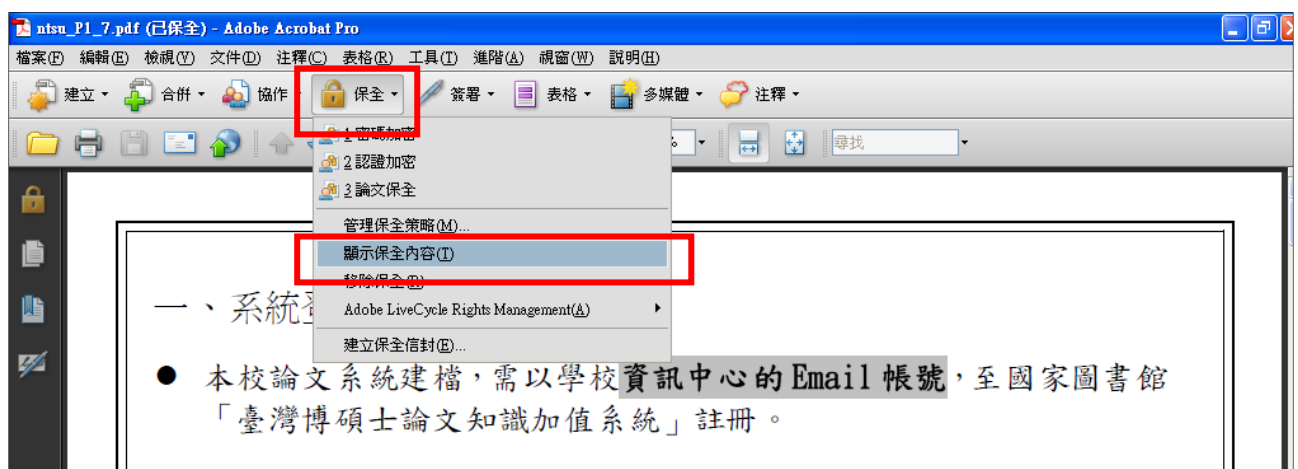 ntsu_P1_7.pdf (已保全) - Adobe Acrobat Pro
檔案(F) 編輯(E) 檢視(V) 文件(D) 注釋(C) 表格(R) 工具(T) 進階(A) 視窗(W) 說明(H)
建立 合併 協作 保全 簽署 表格 多媒體 注釋
1 密碼加密
% 尋找
2 認證加密
3 論文保全
管理保全策略(M)...
顯示保全內容(T)
移除保全(R)
一、系統
Adobe LiveCycle Rights Management(A)
建立保全信封(E)...
● 本校論文系統建檔，需以學校資訊中心的 Email 帳號，至國家圖書館
「臺灣博碩士論文知識加值系統」註冊。